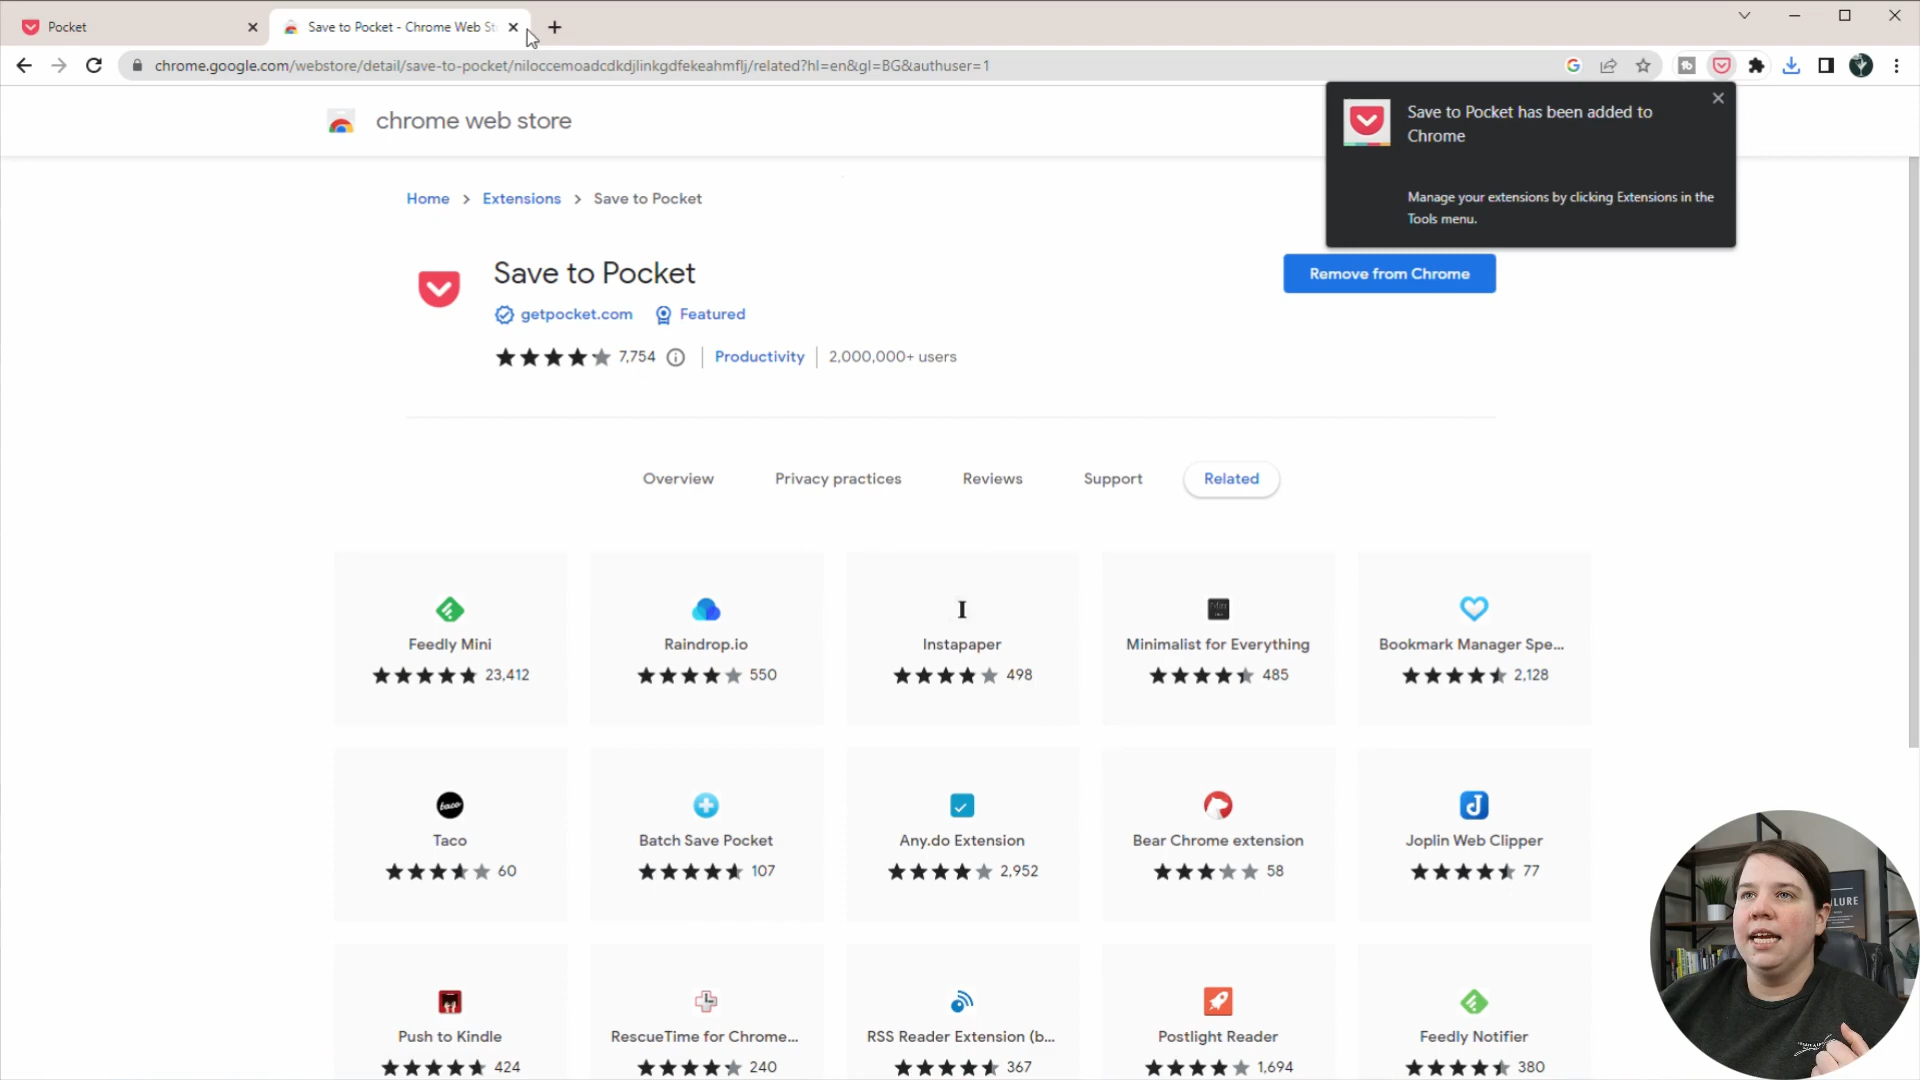 Pocket
Save to Pocket - Chrome Web St
chrome.google.com/webstore/detail/save-to-pocket/niloccemoadcdkdjlinkgdfekeahmflj/related?hl=en&gl=BG&authuser=1
chrome web store
Save to Pocket has been added to
Chrome
Manage your extensions by clicking Extensions in the
Tools menu.
Home > Extensions > Save to Pocket
Save to Pocket
Remove from Chrome
getpocket.com Featured
7,754 Productivity 2,000,000+ users
Overview Privacy practices Reviews Support Related
Feedly Mini Raindrop.io Instapaper Minimalist for Everything Bookmark Manager Spe...
23,412 550 498 485 2,128
taco
Taco Batch Save Pocket Any.do Extension Bear Chrome extension Joplin Web Clipper
60 107 2,952 58 77
Push to Kindle RescueTime for Chrome... RSS Reader Extension (b... Postlight Reader Feedly Notifier
424 240 367 1,694 380
LURE